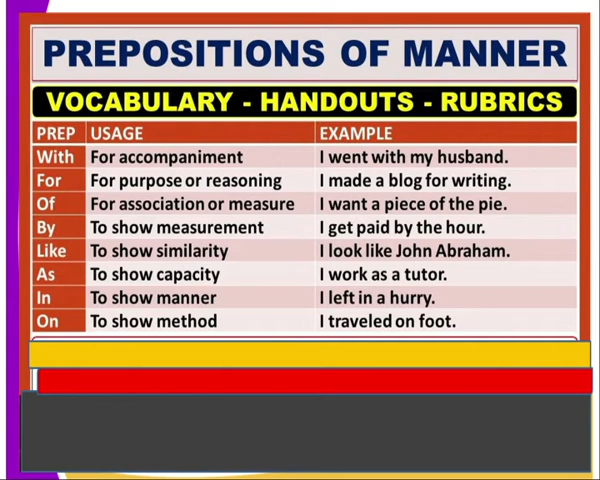 PREPOSITIONS OF MANNER
VOCABULARY - HANDOUTS - RUBRICS
PREP USAGE EXAMPLE
With For accompaniment I went with my husband.
For For purpose or reasoning I made a blog for writing.
Of For association or measure I want a piece of the pie.
By To show measurement I get paid by the hour.
Like To show similarity I look like John Abraham.
As To show capacity I work as a tutor.
In To show manner I left in a hurry.
On To show method I traveled on foot.